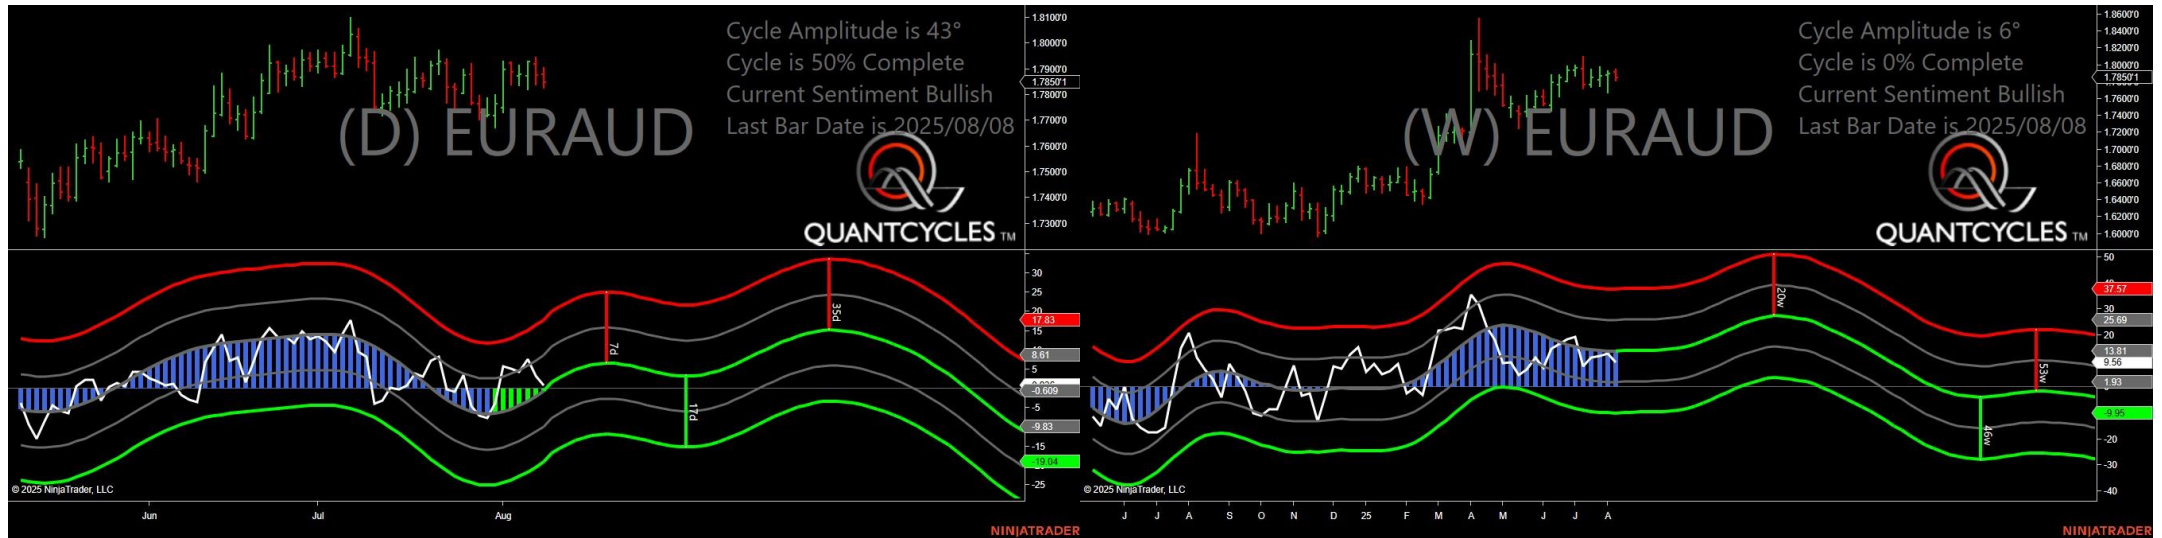 Cycle Amplitude is 43°
Cycle is 50% Complete
Current Sentiment Bullish
Last Bar Date is 2025/08/08
(D) EURAUD
QUANTCYCLES TM
1.8100'0
1.8000'0
1.7900'0
1.7850'1
1.7800'0
1.7700'0
1.7600'0
1.7500'0
1.7400'0
1.7300'0
30
25
20
17.83
15
8.61
5
-0.609
-5
-9.83
-15
-19.04
-25
7d
17d
35d
© 2025 NinjaTrader, LLC
Jun
Jul
Aug
NINJATRADER
Cycle Amplitude is 6°
Cycle is 0% Complete
Current Sentiment Bullish
Last Bar Date is 2025/08/08
(W) EURAUD
QUANTCYCLES TM
1.8600'0
1.8400'0
1.8200'0
1.8000'0
1.7850'1
1.7600'0
1.7400'0
1.7200'0
1.7000'0
1.6800'0
1.6600'0
1.6400'0
1.6200'0
1.6000'0
50
37.57
30
25.69
20
13.81
9.56
1.93
-9.95
-20
-30
-40
20w
46w
53w
© 2025 NinjaTrader, LLC
J J A S O N D 25 F M A M J J A
NINJATRADER